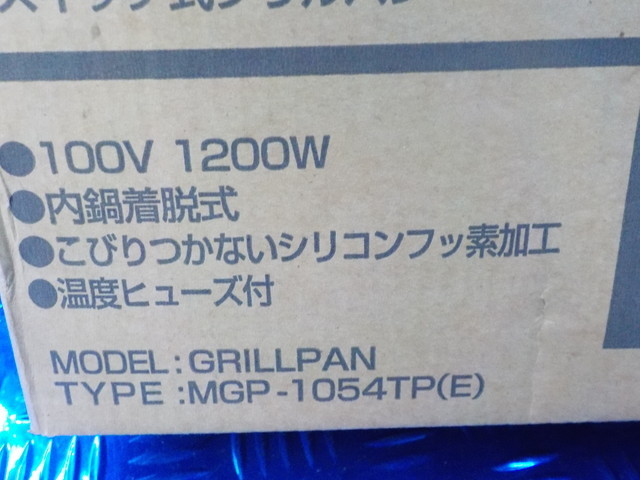 ●100V 1200W
●内鍋着脱式
●こびりつかないシリコンフッ素加工
●温度ヒューズ付
MODEL:GRILLPAN
TYPE :MGP-1054TP(E)